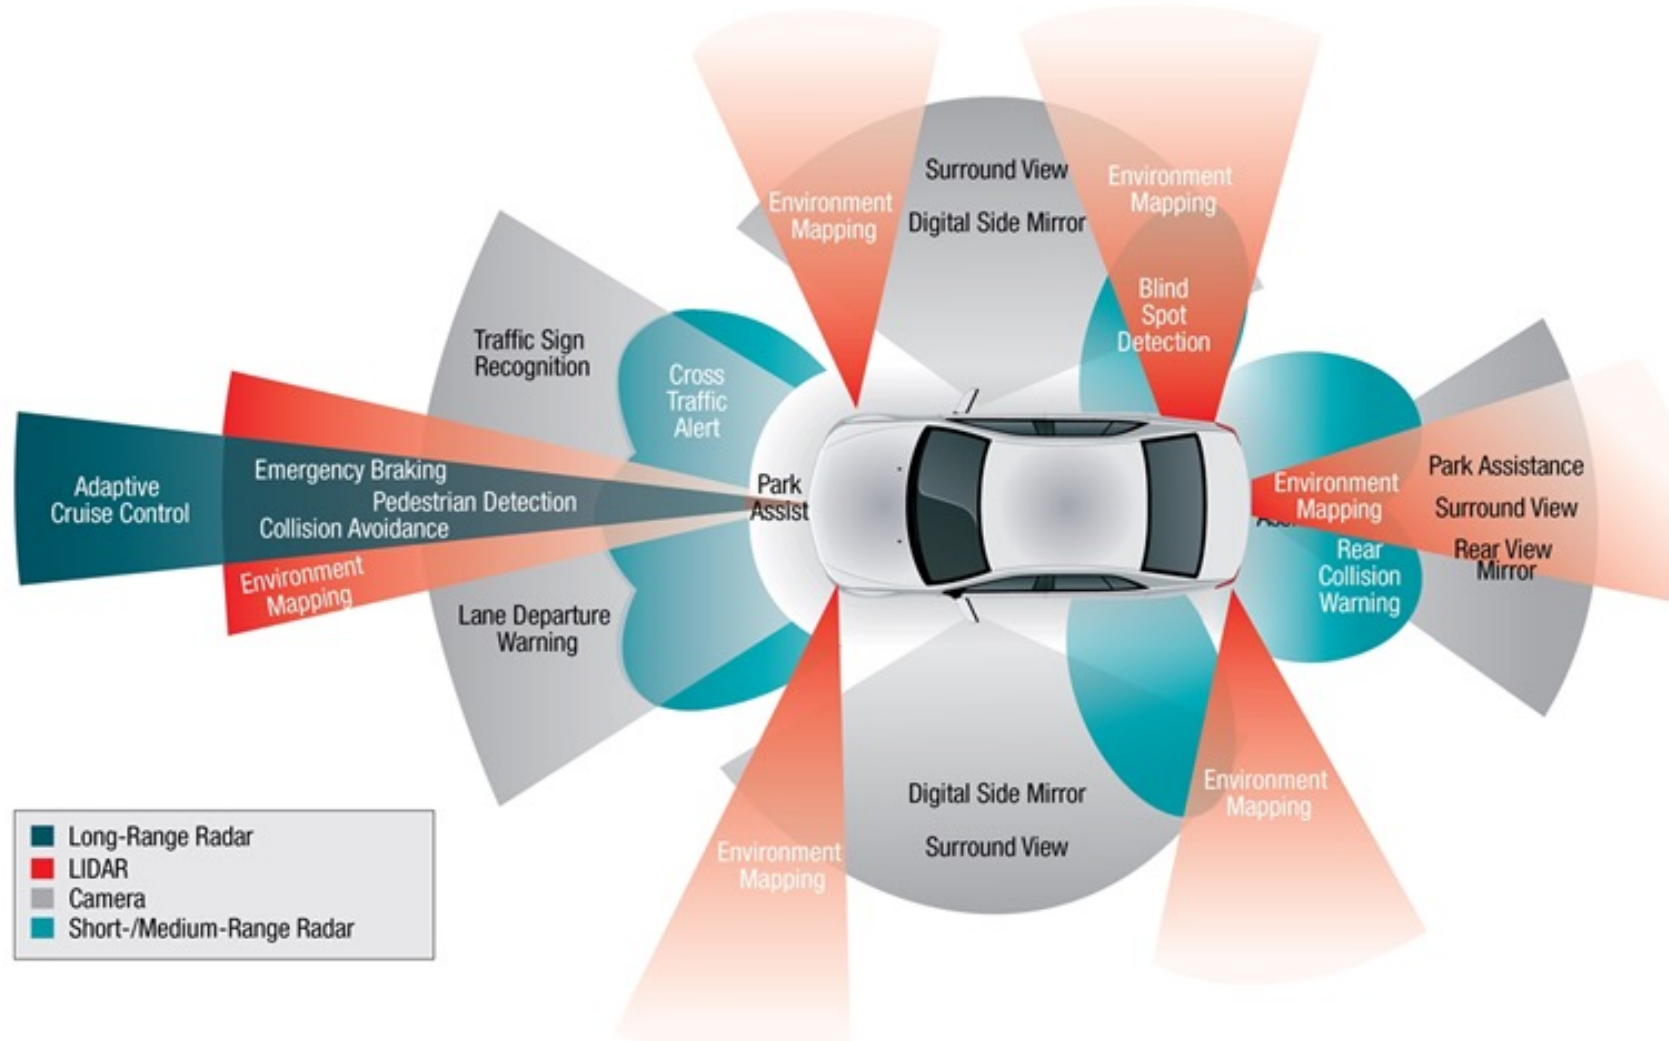 Environment
Mapping
Surround View
Digital Side Mirror
Environment
Mapping
Blind
Spot
Detection
Traffic Sign
Recognition
Cross
Traffic
Alert
Adaptive
Cruise Control
Emergency Braking
Pedestrian Detection
Collision Avoidance
Environment
Mapping
Lane Departure
Warning
Park
Assist
Environment
Mapping
Rear
Collision
Warning
Park Assistance
Surround View
Rear View
Mirror
Digital Side Mirror
Surround View
Environment
Mapping
Environment
Mapping
Long-Range Radar
LIDAR
Camera
Short-/Medium-Range Radar